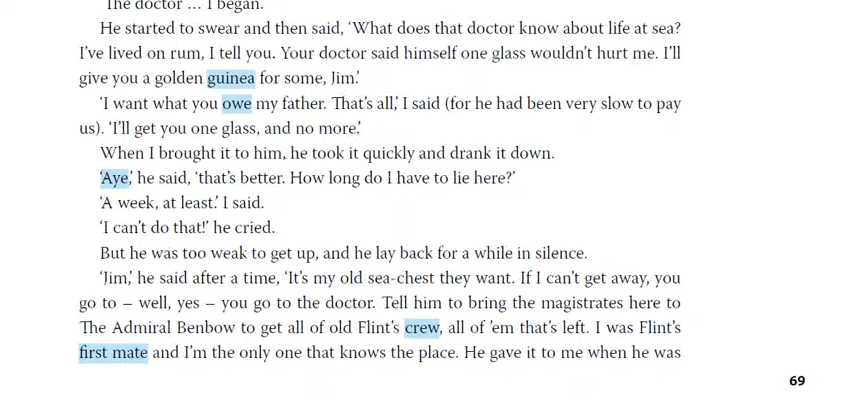 The doctor … I began.
He started to swear and then said, ‘What does that doctor know about life at sea?
I’ve lived on rum, I tell you. Your doctor said himself one glass wouldn’t hurt me. I’ll
give you a golden guinea for some, Jim.’
‘I want what you owe my father. That’s all,’ I said (for he had been very slow to pay
us). ‘I’ll get you one glass, and no more.’
When I brought it to him, he took it quickly and drank it down.
‘Aye,’ he said, ‘that’s better. How long do I have to lie here?’
‘A week, at least.’ I said.
‘I can’t do that!’ he cried.
But he was too weak to get up, and he lay back for a while in silence.
‘Jim,’ he said after a time, ‘It’s my old sea-chest they want. If I can’t get away, you
go to – well, yes – you go to the doctor. Tell him to bring the magistrates here to
The Admiral Benbow to get all of old Flint’s crew, all of ’em that’s left. I was Flint’s
first mate and I’m the only one that knows the place. He gave it to me when he was
69